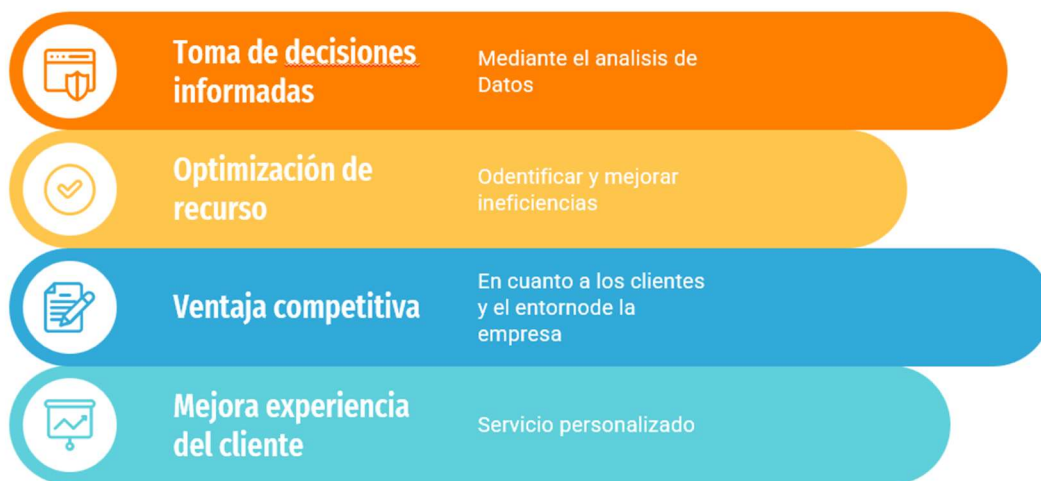 Toma de decisiones
informadas
Mediante el analisis de
Datos
Optimización de
recurso
Odentificar y mejorar
ineficiencias
Ventaja competitiva
En cuanto a los clientes
y el entornode la
empresa
Mejora experiencia
del cliente
Servicio personalizado